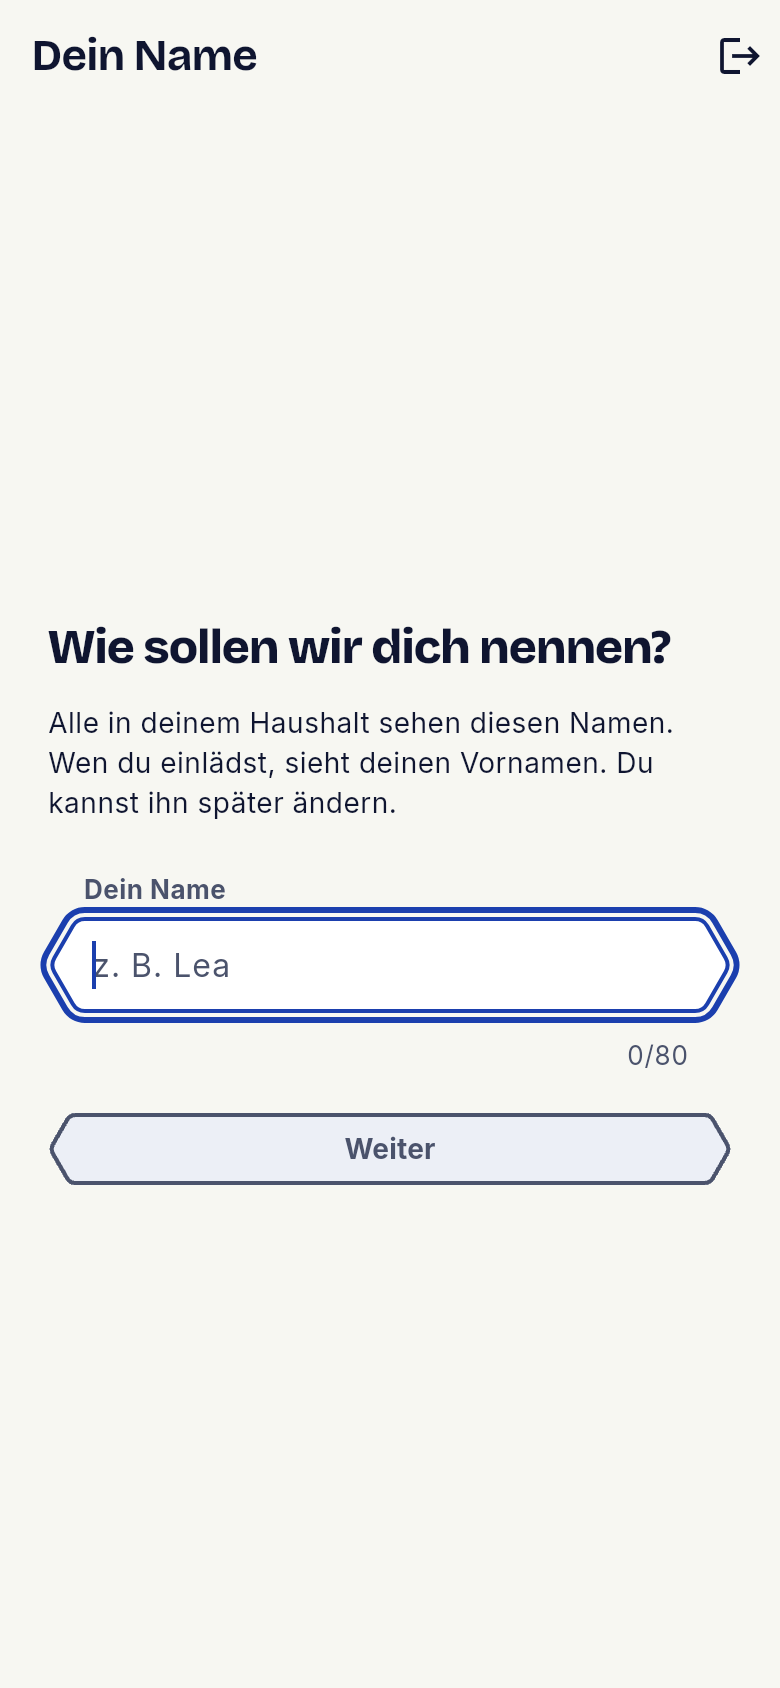 Dein Name
Wie sollen wir dich nennen?
Alle in deinem Haushalt sehen diesen Namen.
Wen du einlädst, sieht deinen Vornamen. Du
kannst ihn später ändern.
Dein Name
z. B. Lea
0/80
Weiter